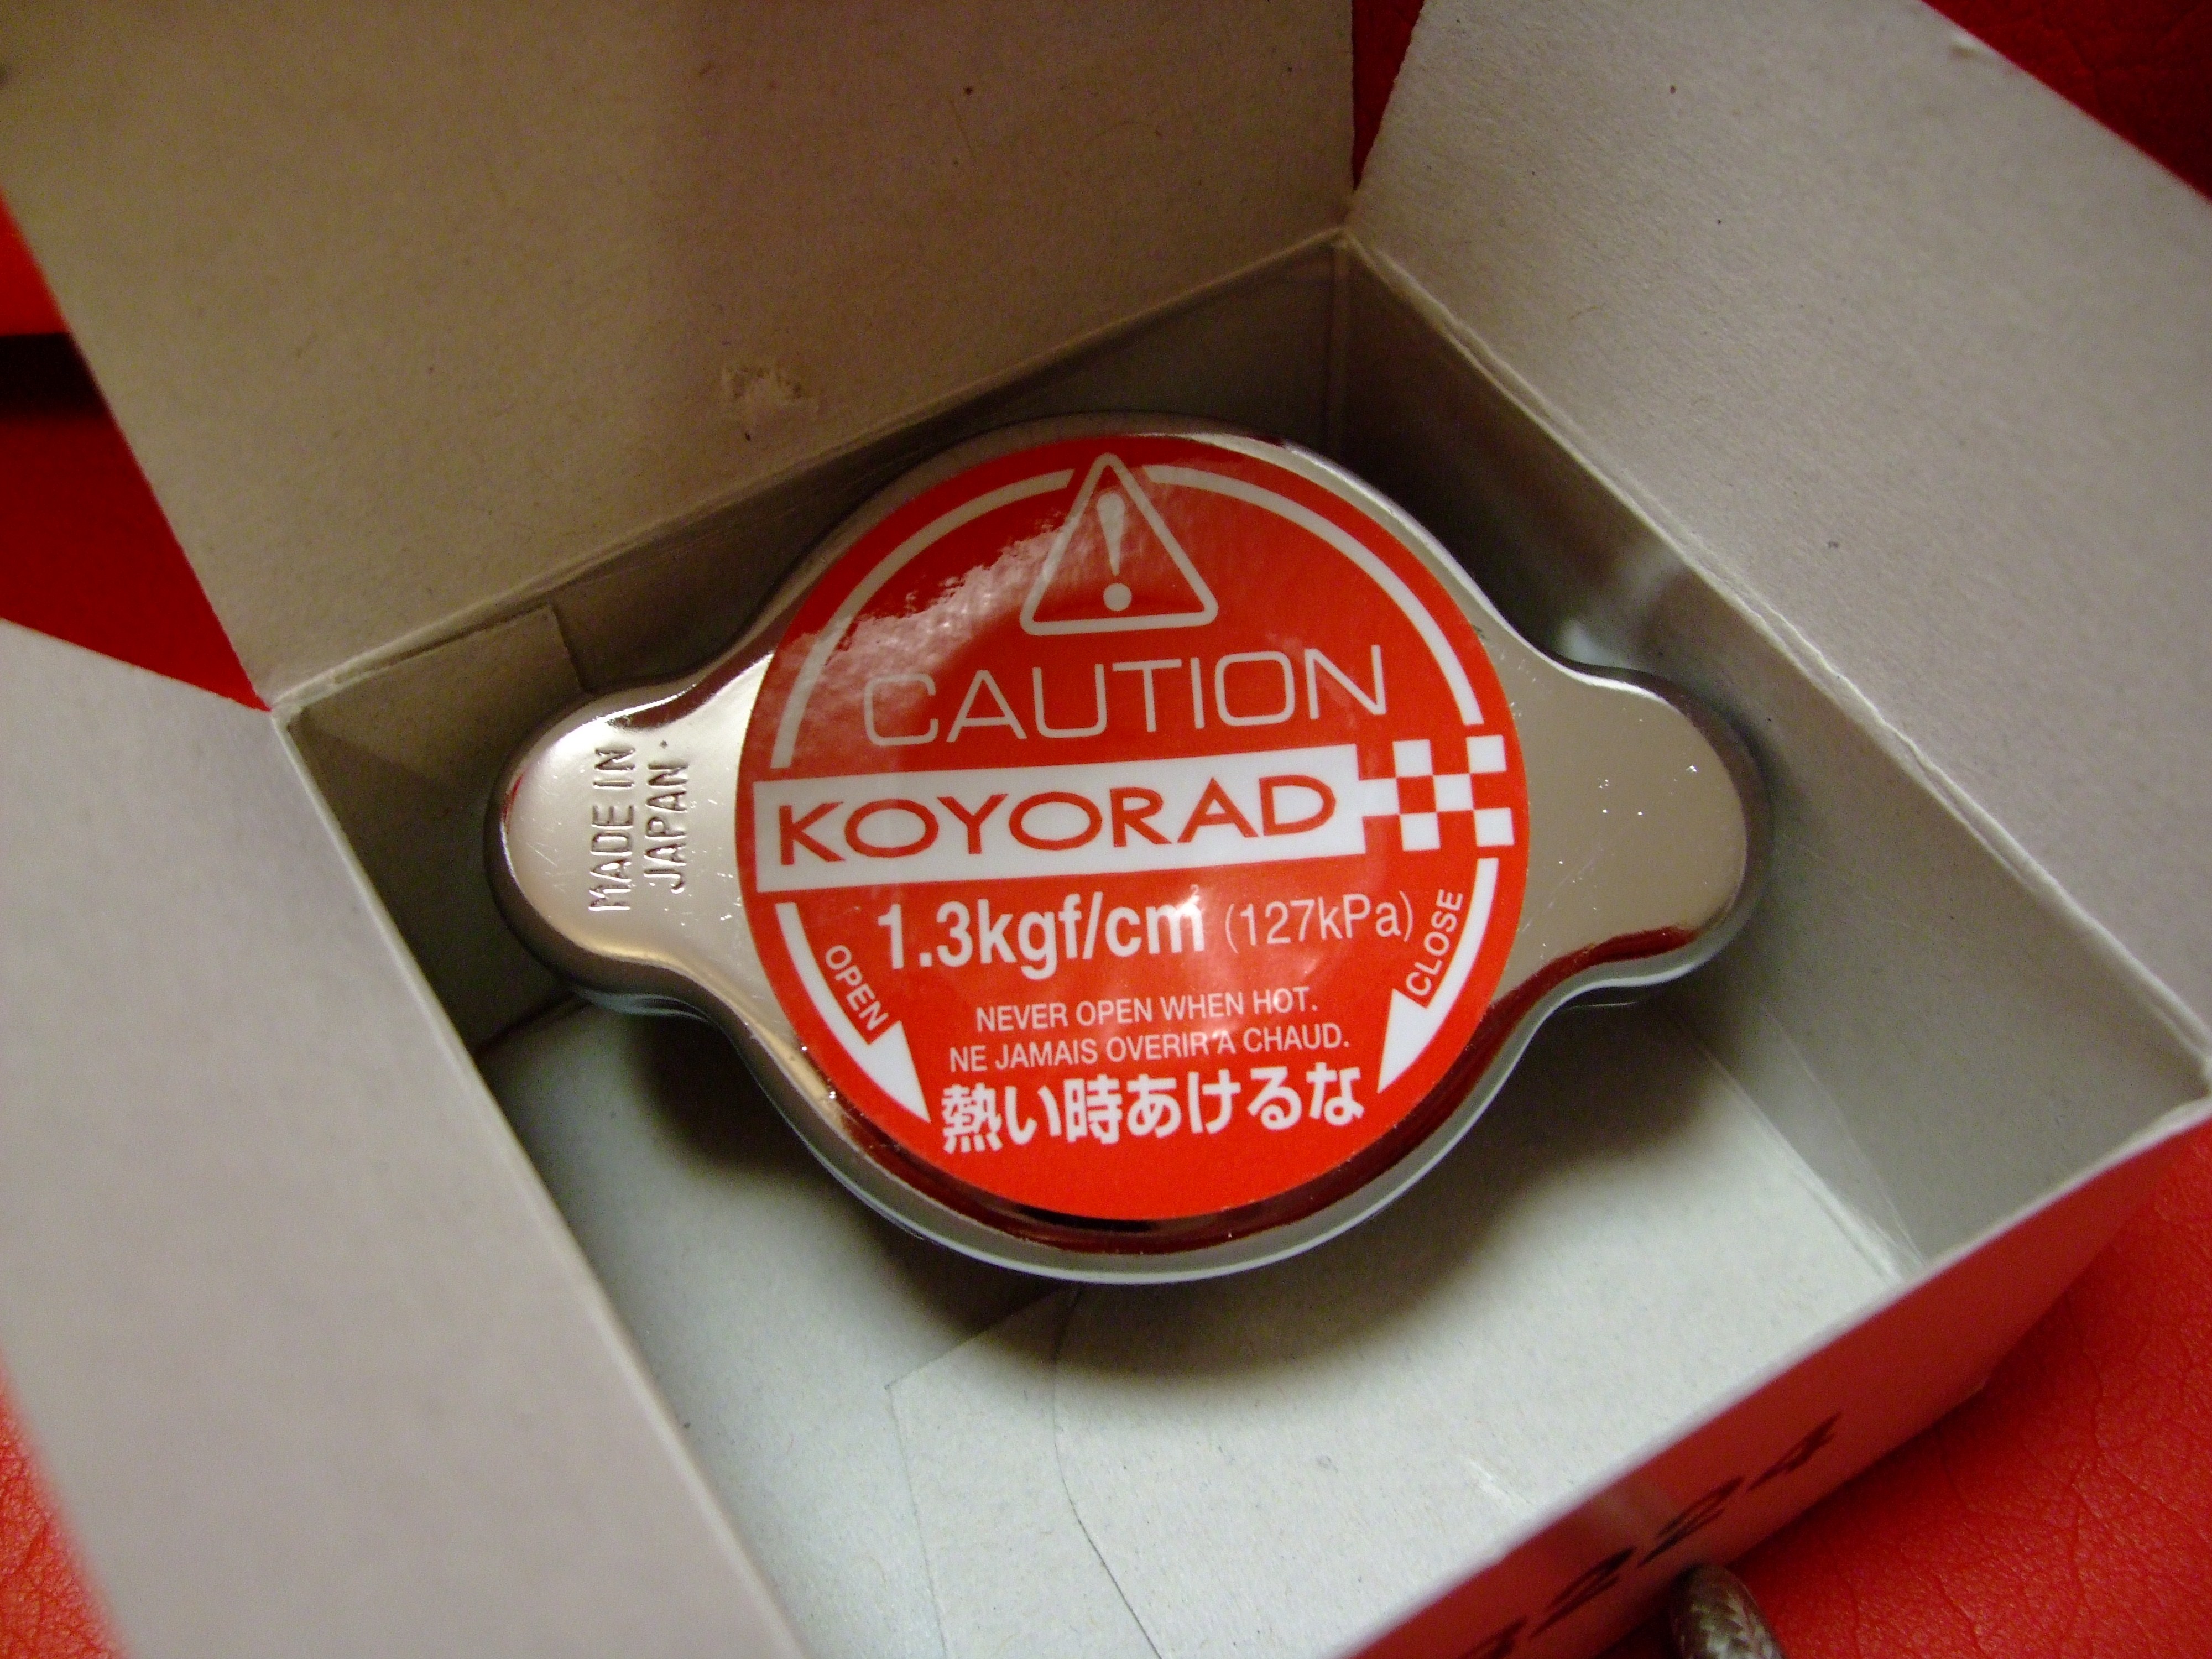 CAUTION
KOYORAD
1.3kgf/cm² (127kPa)
OPEN
CLOSE
NEVER OPEN WHEN HOT.
NE JAMAIS OVERIR A CHAUD.
熱い時あけるな
MADE IN
JAPAN.